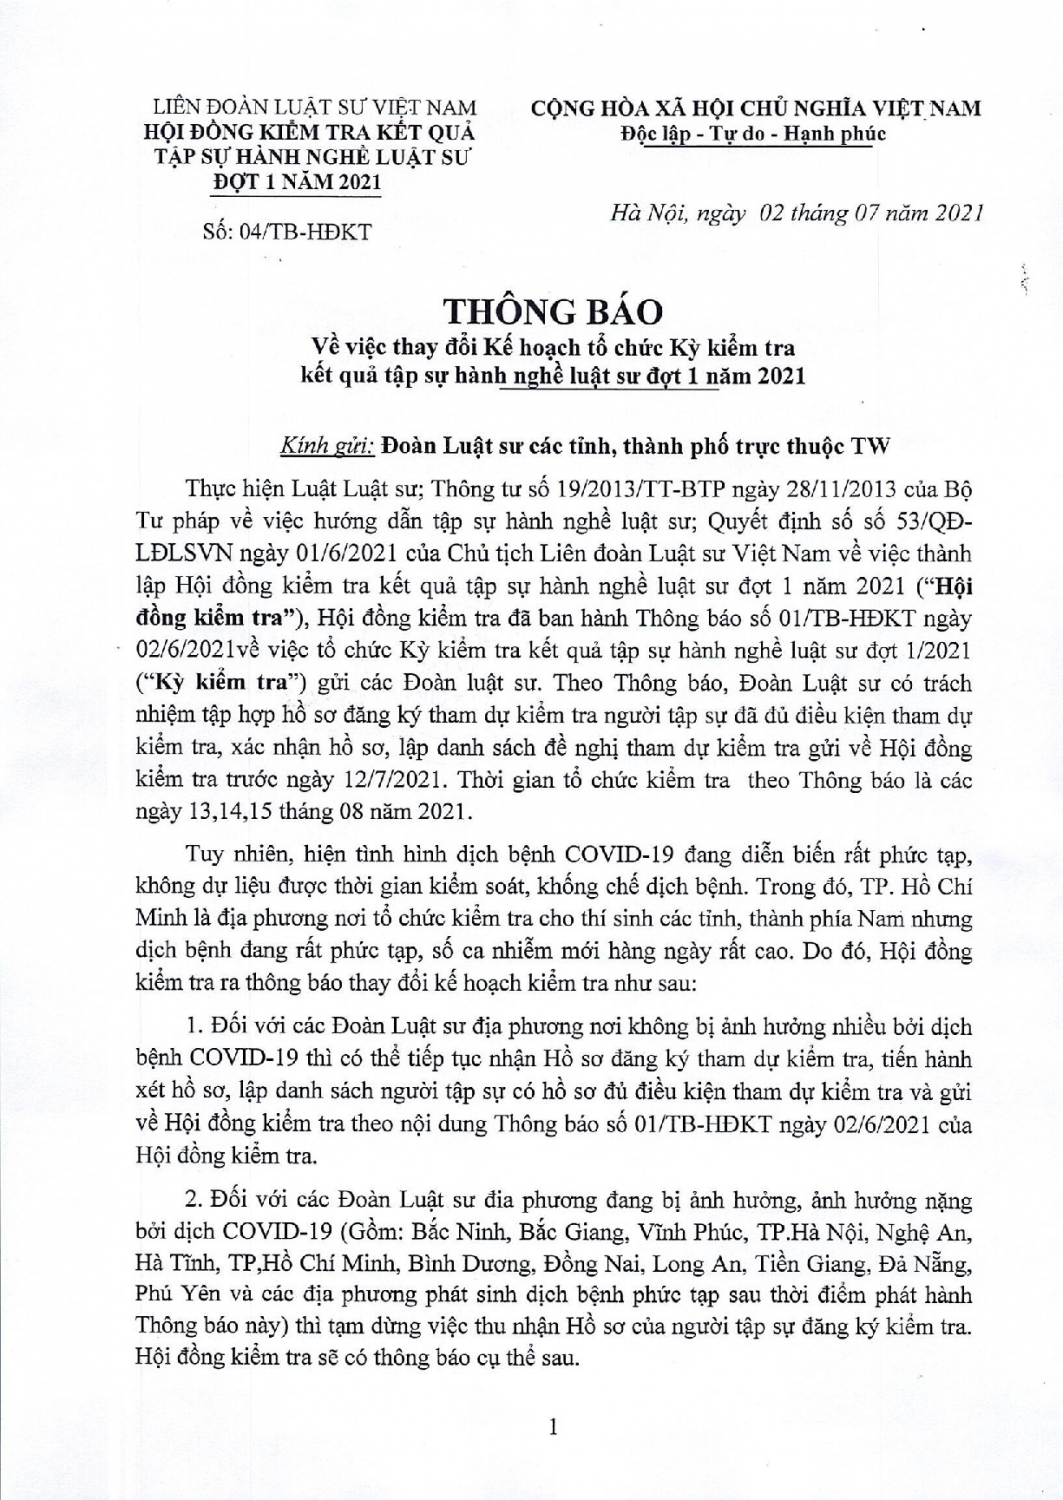 LIÊN ĐOÀN LUẬT SƯ VIỆT NAM
HỘI ĐỒNG KIỂM TRA KẾT QUẢ
TẬP SỰ HÀNH NGHỀ LUẬT SƯ
ĐỢT 1 NĂM 2021
Số: 04/TB-HĐKT
CỘNG HÒA XÃ HỘI CHỦ NGHĨA VIỆT NAM
Độc lập - Tự do - Hạnh phúc
Hà Nội, ngày 02 tháng 07 năm 2021
THÔNG BÁO
Về việc thay đổi Kế hoạch tổ chức Kỳ kiểm tra
kết quả tập sự hành nghề luật sư đợt 1 năm 2021
Kính gửi: Đoàn Luật sư các tỉnh, thành phố trực thuộc TW
Thực hiện Luật Luật sư; Thông tư số 19/2013/TT-BTP ngày 28/11/2013 của Bộ
Tư pháp về việc hướng dẫn tập sự hành nghề luật sư; Quyết định số số 53/QĐ-
LĐLSVN ngày 01/6/2021 của Chủ tịch Liên đoàn Luật sư Việt Nam về việc thành
lập Hội đồng kiểm tra kết quả tập sự hành nghề luật sư đợt 1 năm 2021 (“Hội
đồng kiểm tra”), Hội đồng kiểm tra đã ban hành Thông báo số 01/TB-HĐKT ngày
02/6/2021về việc tổ chức Kỳ kiểm tra kết quả tập sự hành nghề luật sư đợt 1/2021
(“Kỳ kiểm tra”) gửi các Đoàn luật sư. Theo Thông báo, Đoàn Luật sư có trách
nhiệm tập hợp hồ sơ đăng ký tham dự kiểm tra người tập sự đã đủ điều kiện tham dự
kiểm tra, xác nhận hồ sơ, lập danh sách đề nghị tham dự kiểm tra gửi về Hội đồng
kiểm tra trước ngày 12/7/2021. Thời gian tổ chức kiểm tra theo Thông báo là các
ngày 13,14,15 tháng 08 năm 2021.
Tuy nhiên, hiện tình hình dịch bệnh COVID-19 đang diễn biến rất phức tạp,
không dự liệu được thời gian kiểm soát, khống chế dịch bệnh. Trong đó, TP. Hồ Chí
Minh là địa phương nơi tổ chức kiểm tra cho thí sinh các tỉnh, thành phía Nam nhưng
dịch bệnh đang rất phức tạp, số ca nhiễm mới hàng ngày rất cao. Do đó, Hội đồng
kiểm tra ra thông báo thay đổi kế hoạch kiểm tra như sau:
1. Đối với các Đoàn Luật sư địa phương nơi không bị ảnh hưởng nhiều bởi dịch
bệnh COVID-19 thì có thể tiếp tục nhận Hồ sơ đăng ký tham dự kiểm tra, tiến hành
xét hồ sơ, lập danh sách người tập sự có hồ sơ đủ điều kiện tham dự kiểm tra và gửi
về Hội đồng kiểm tra theo nội dung Thông báo số 01/TB-HĐKT ngày 02/6/2021 của
Hội đồng kiểm tra.
2. Đối với các Đoàn Luật sư đia phương đang bị ảnh hưởng, ảnh hưởng nặng
bởi dịch COVID-19 (Gồm: Bắc Ninh, Bắc Giang, Vĩnh Phúc, TP.Hà Nội, Nghệ An,
Hà Tĩnh, TP,Hồ Chí Minh, Bình Dương, Đồng Nai, Long An, Tiền Giang, Đà Nẵng,
Phú Yên và các địa phương phát sinh dịch bệnh phức tạp sau thời điểm phát hành
Thông báo này) thì tạm dừng việc thu nhận Hồ sơ của người tập sự đăng ký kiểm tra.
Hội đồng kiểm tra sẽ có thông báo cụ thể sau.
1